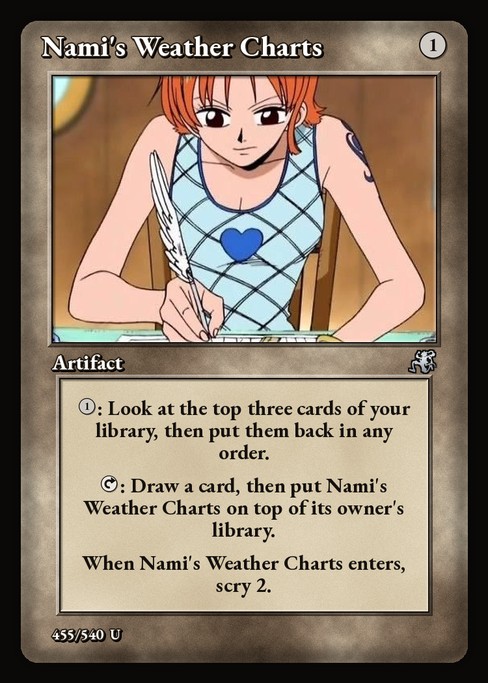 Nami's Weather Charts 1
Artifact
1: Look at the top three cards of your
library, then put them back in any
order.
: Draw a card, then put Nami's
Weather Charts on top of its owner's
library.
When Nami's Weather Charts enters,
scry 2.
455/540 U